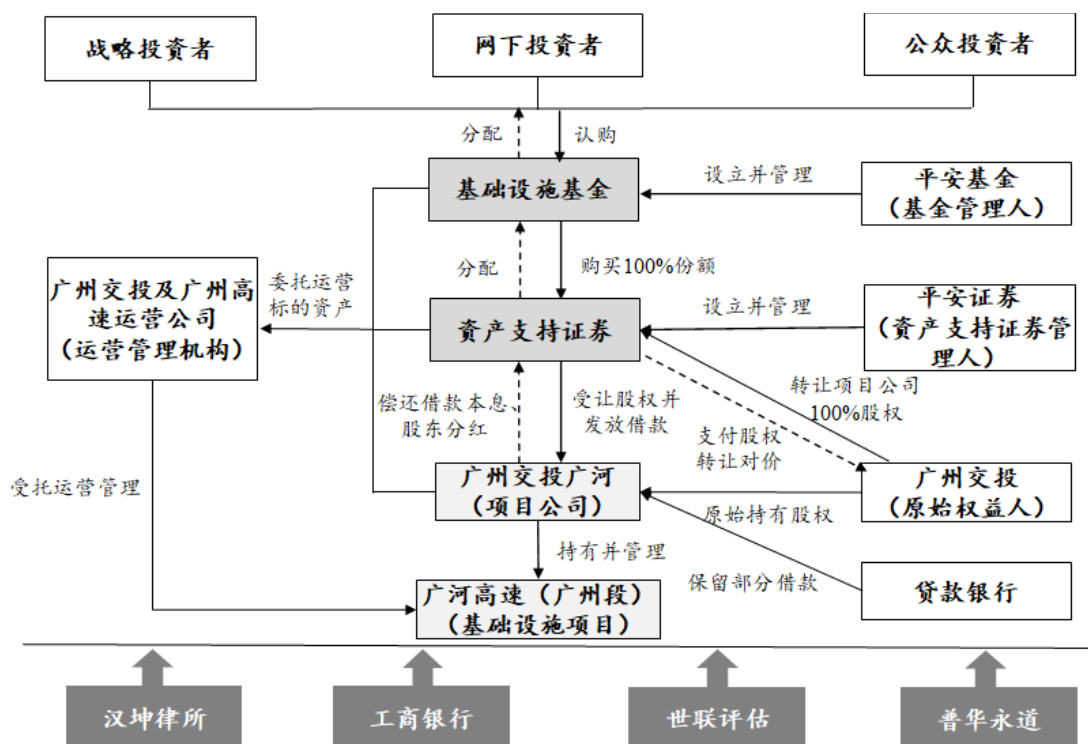 战略投资者
网下投资者
公众投资者
分配
认购
基础设施基金
设立并管理
平安基金
（基金管理人）
分配
购买100%份额
广州交投及广州高
速运营公司
（运营管理机构）
委托运营
标的资产
资产支持证券
设立并管理
平安证券
（资产支持证券管
理人）
偿还借款本息、
股东分红
受让股权并
发放借款
转让项目公司
100%股权
支付股权
转让对价
受托运营管理
广州交投广河
（项目公司）
原始持有股权
广州交投
（原始权益人）
持有并管理
保留部分借款
贷款银行
广河高速（广州段）
（基础设施项目）
汉坤律所
工商银行
世联评估
普华永道